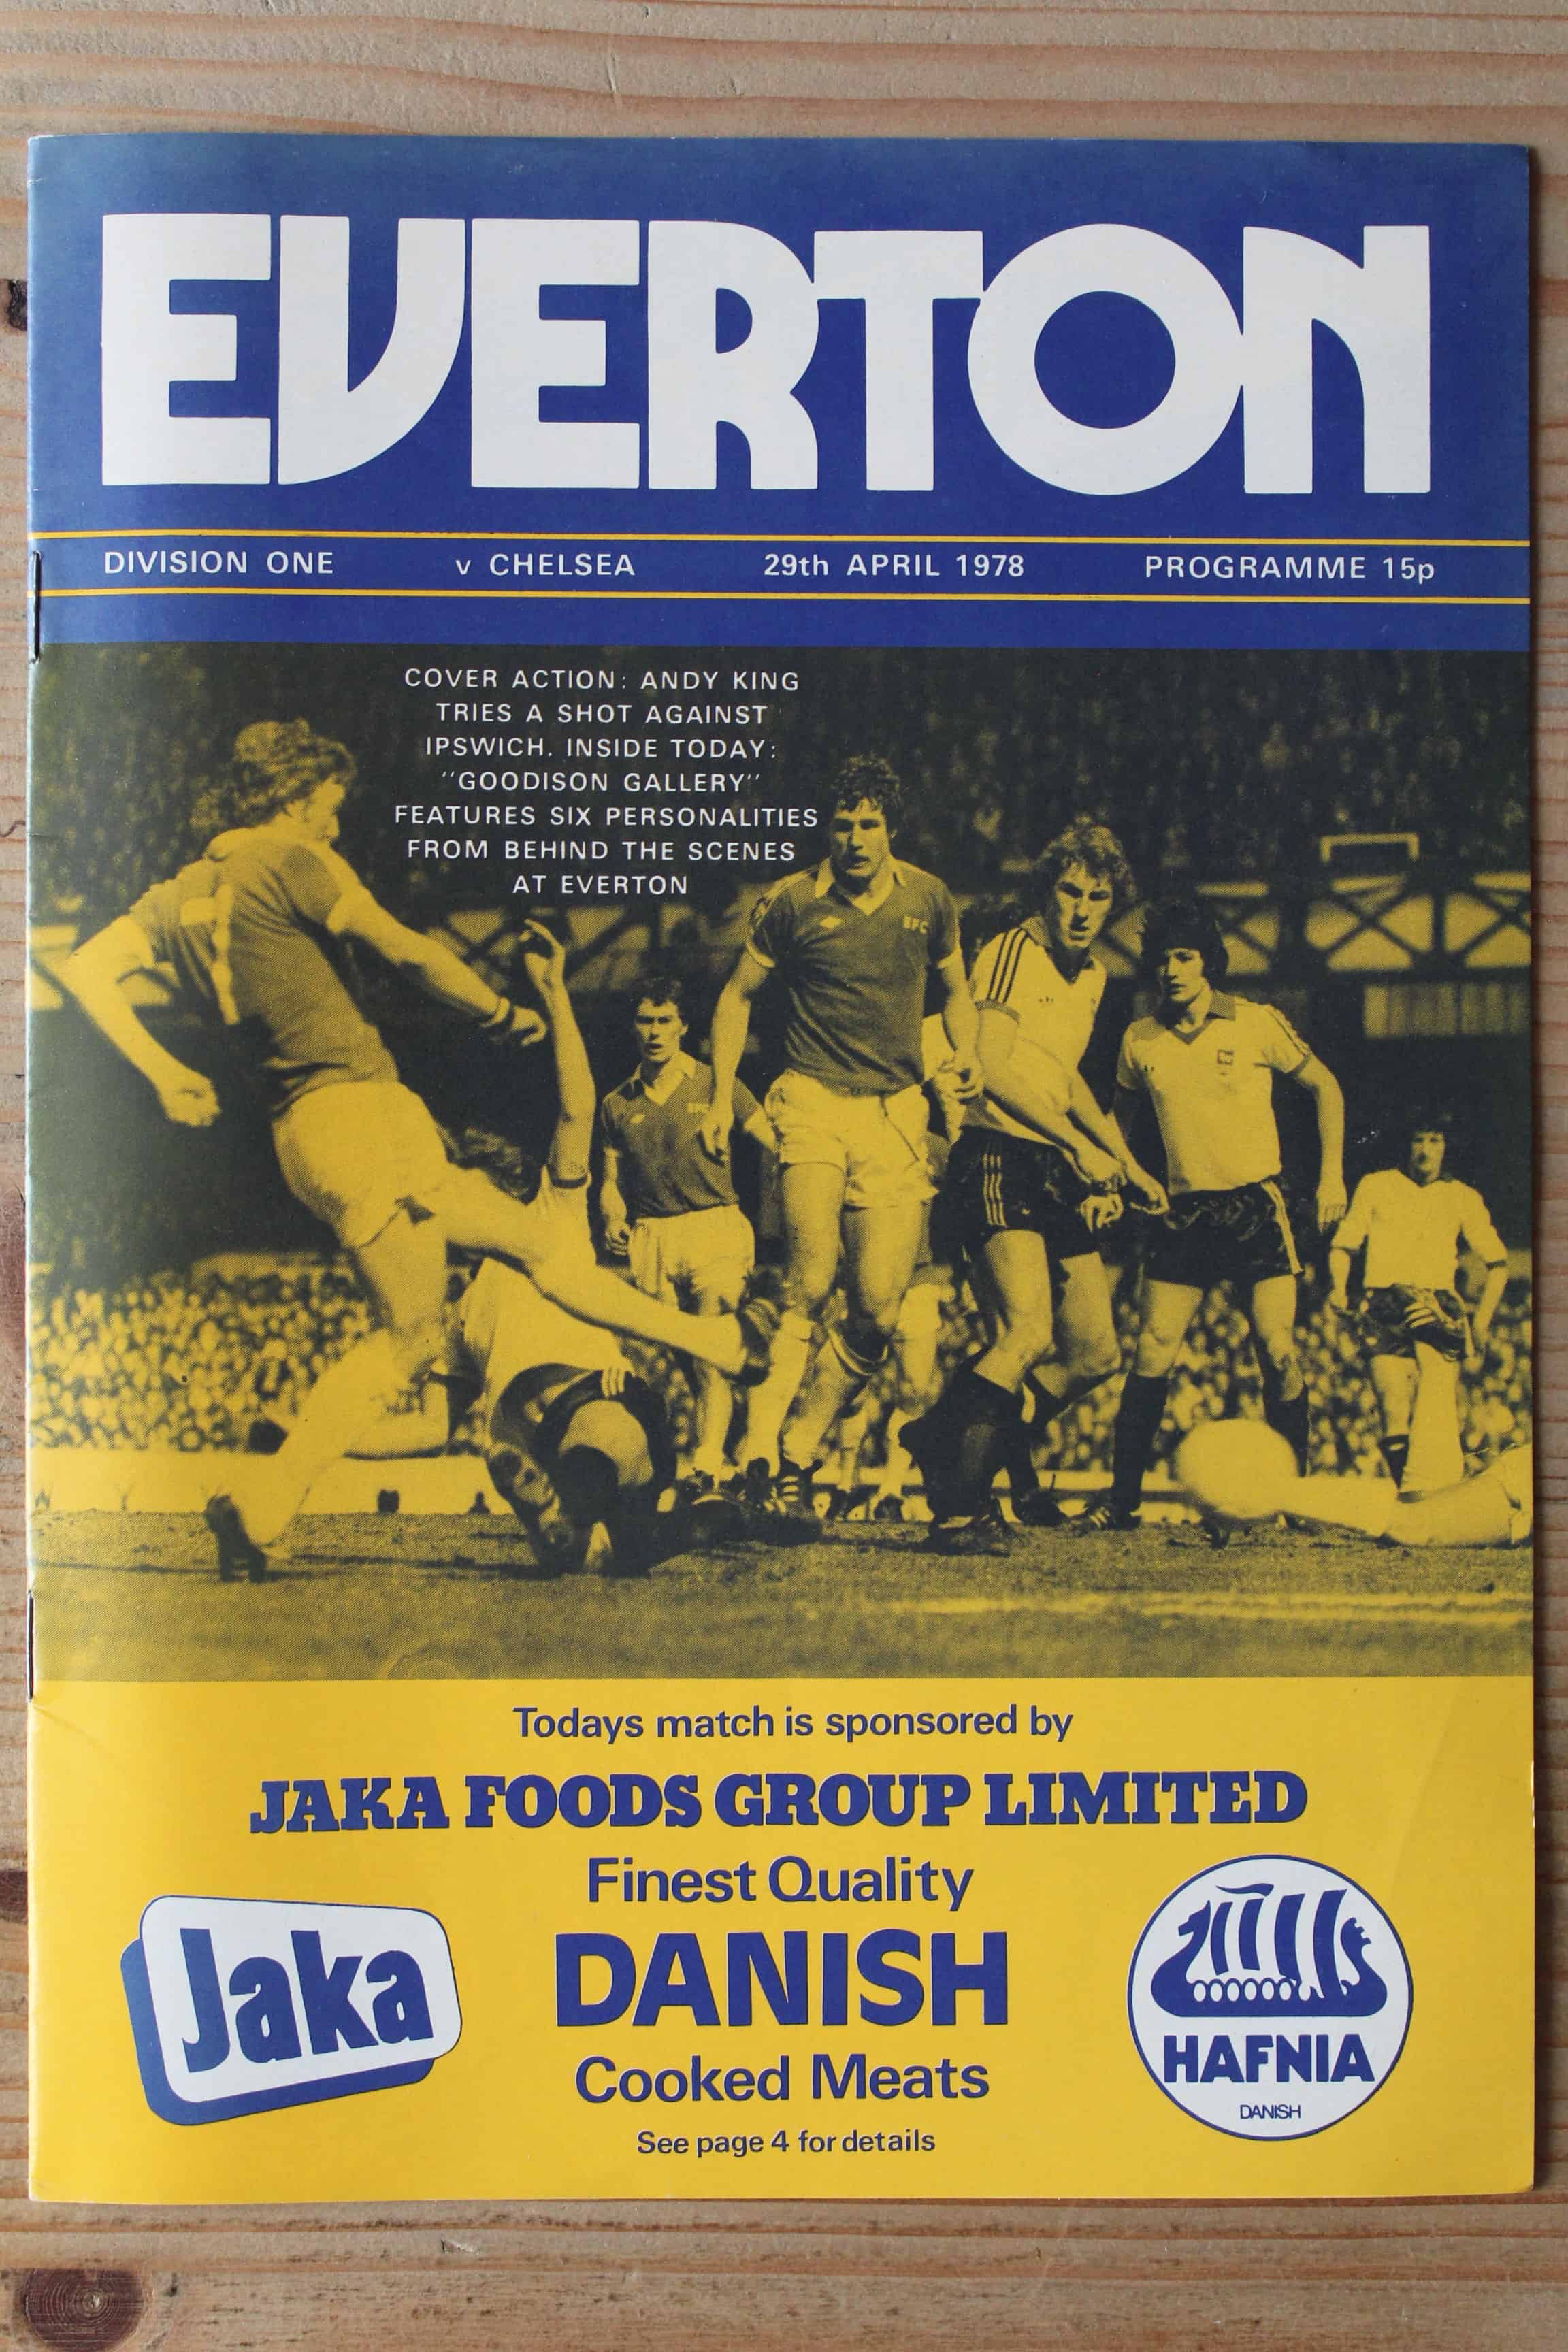 EVERTON
DIVISION ONE v CHELSEA 29th APRIL 1978 PROGRAMME 15p
COVER ACTION: ANDY KING
TRIES A SHOT AGAINST
IPSWICH. INSIDE TODAY:
"GOODISON GALLERY"
FEATURES SIX PERSONALITIES
FROM BEHIND THE SCENES
AT EVERTON
EFC
EFC
Todays match is sponsored by
JAKA FOODS GROUP LIMITED
Finest Quality
DANISH
Cooked Meats
See page 4 for details
Jaka
HAFNIA
DANISH